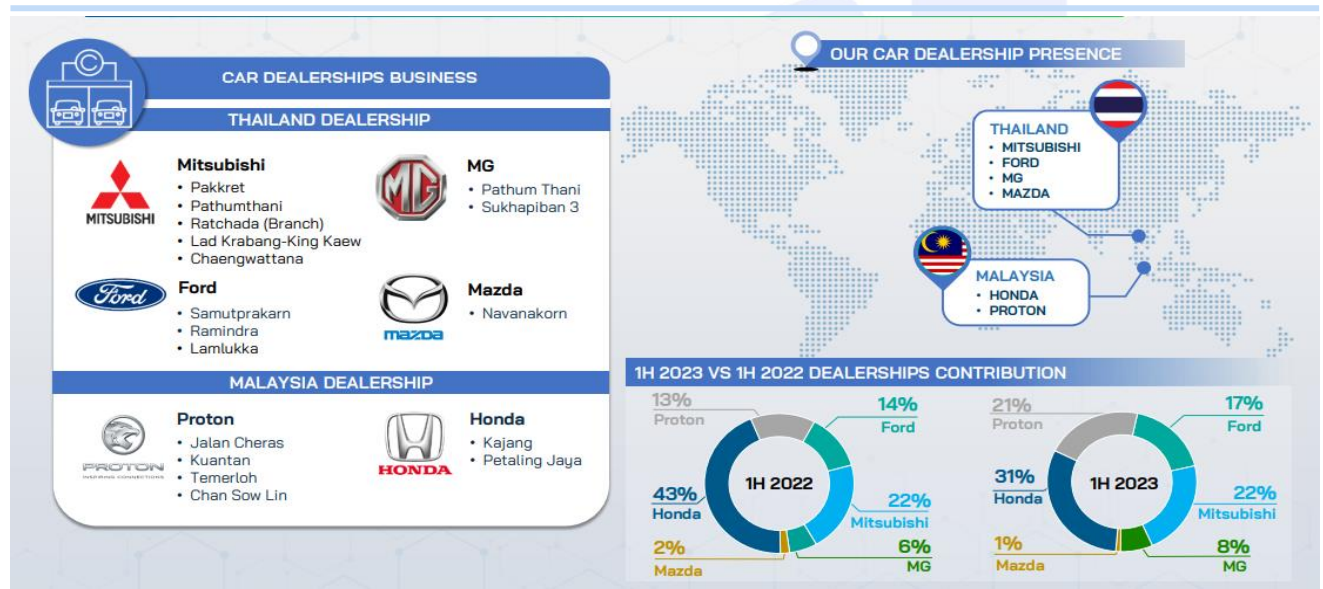 CAR DEALERSHIPS BUSINESS
THAILAND DEALERSHIP
MITSUBISHI
Mitsubishi
• Pakkret
• Pathumthani
• Ratchada (Branch)
• Lad Krabang-King Kaew
• Chaengwattana
MG
MG
• Pathum Thani
• Sukhapiban 3
Ford
Ford
• Samutprakarn
• Ramindra
• Lamlukka
mazda
Mazda
• Navanakorn
MALAYSIA DEALERSHIP
PROTON
INSPIRING CONNECTIONS
Proton
• Jalan Cheras
• Kuantan
• Temerloh
• Chan Sow Lin
HONDA
Honda
• Kajang
• Petaling Jaya
OUR CAR DEALERSHIP PRESENCE
THAILAND
• MITSUBISHI
• FORD
• MG
• MAZDA
MALAYSIA
• HONDA
• PROTON
1H 2023 VS 1H 2022 DEALERSHIPS CONTRIBUTION
13%
Proton
14%
Ford
43%
Honda
1H 2022
22%
Mitsubishi
2%
Mazda
6%
MG
21%
Proton
17%
Ford
31%
Honda
1H 2023
22%
Mitsubishi
1%
Mazda
8%
MG